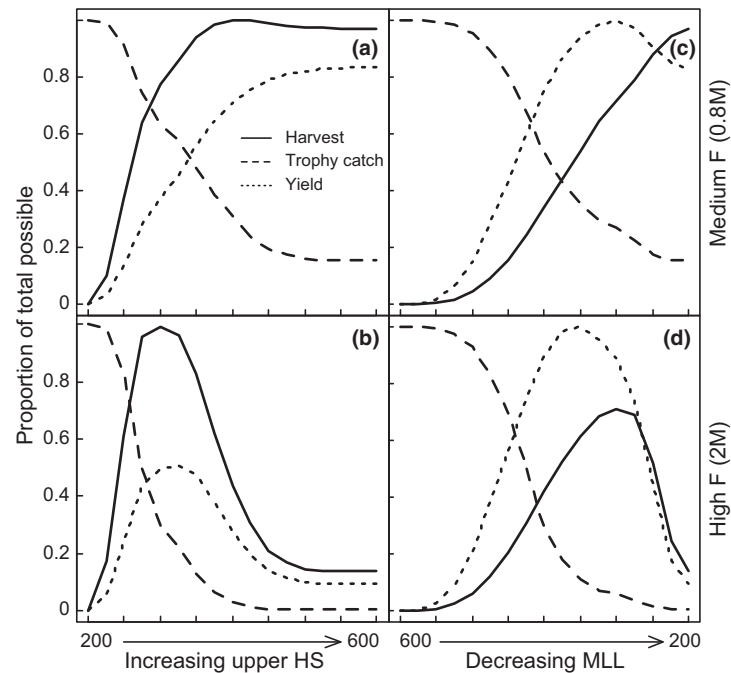 (a)
(c)
0.8
0.6
0.4
0.2
0
Harvest
Trophy catch
Yield
Medium F (0.8M)
Proportion of total possible
(b)
(d)
0.8
0.6
0.4
0.2
0
High F (2M)
200
600
600
200
Increasing upper HS
Decreasing MLL